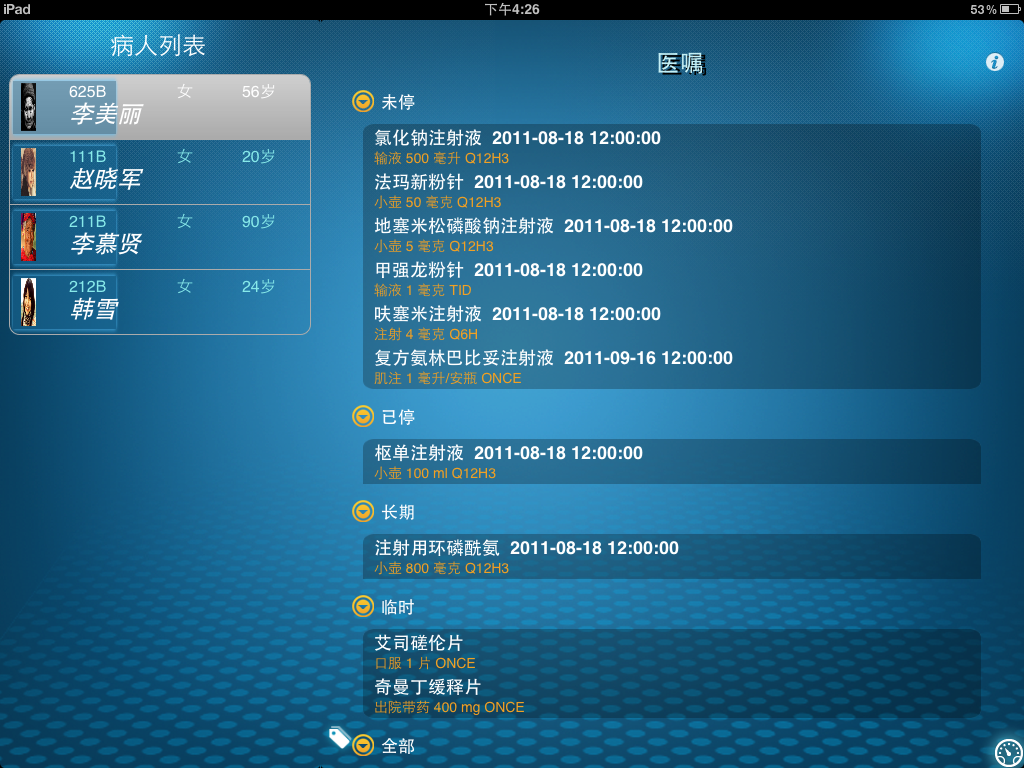 iPad 下午4:26 53%
病人列表
625B 女 56岁
李美丽
111B 女 20岁
赵晓军
211B 女 90岁
李慕贤
212B 女 24岁
韩雪
医嘱
未停
氯化钠注射液 2011-08-18 12:00:00
输液 500 毫升 Q12H3
法玛新粉针 2011-08-18 12:00:00
小壶 50 毫克 Q12H3
地塞米松磷酸钠注射液 2011-08-18 12:00:00
小壶 5 毫克 Q12H3
甲强龙粉针 2011-08-18 12:00:00
输液 1 毫克 TID
呋塞米注射液 2011-08-18 12:00:00
注射 4 毫克 Q6H
复方氨林巴比妥注射液 2011-09-16 12:00:00
肌注 1 毫升/安瓶 ONCE
已停
枢单注射液 2011-08-18 12:00:00
小壶 100 ml Q12H3
长期
注射用环磷酰氨 2011-08-18 12:00:00
小壶 800 毫克 Q12H3
临时
艾司磋伦片
口服 1 片 ONCE
奇曼丁缓释片
出院带药 400 mg ONCE
全部